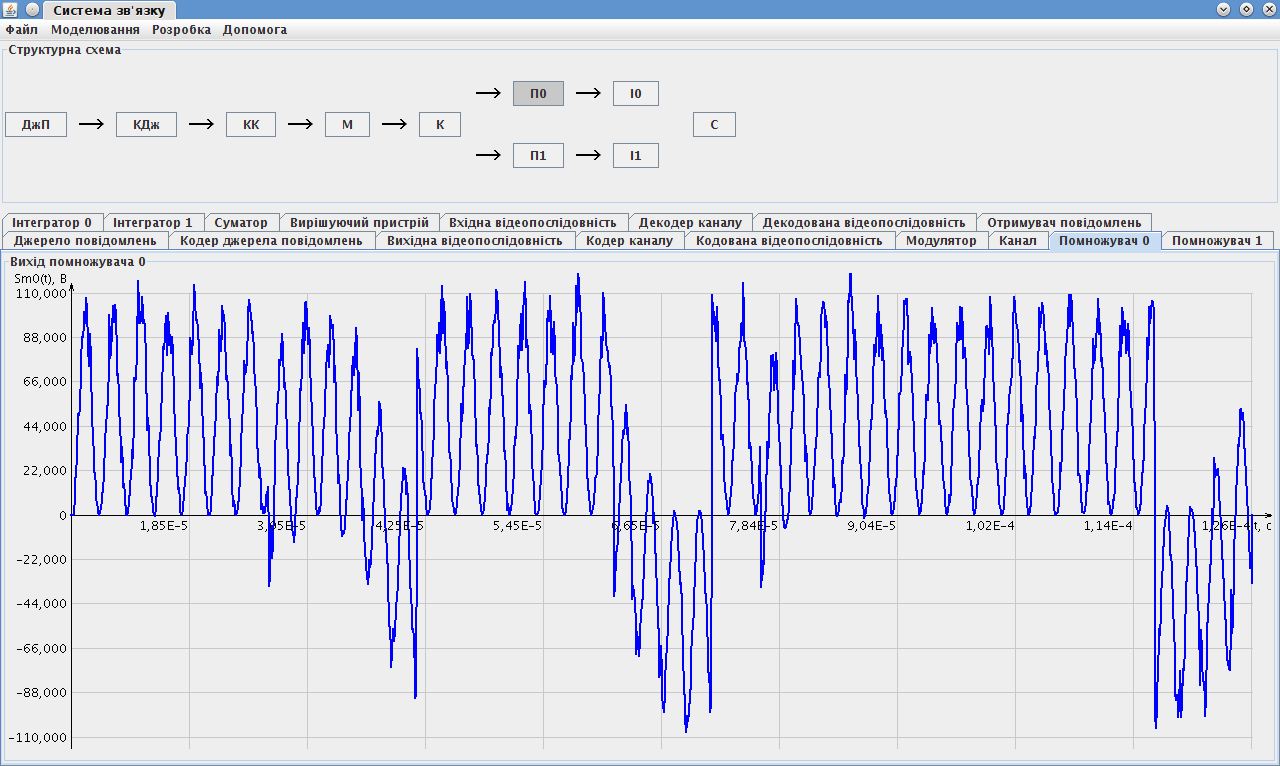 Система зв'язку
Файл Моделювання Розробка Допомога
Структурна схема
П0 І0
ДжП КДж КК М К С
П1 І1
Інтегратор 0 Інтегратор 1 Суматор Вирішуючий пристрій Вхідна відеопослідовність Декодер каналу Декодована відеопослідовність Отримувач повідомлень
Джерело повідомлень Кодер джерела повідомлень Вихідна відеопослідовність Кодер каналу Кодована відеопослідовність Модулятор Канал Помножувач 0 Помножувач 1
Вихід помножувача 0
Sm0(t), В
110,000
88,000
66,000
44,000
22,000
0
1,85E-5 3,05E-5 4,25E-5 5,45E-5 6,65E-5 7,84E-5 9,04E-5 1,02E-4 1,14E-4 1,26E-4 t, c
-22,000
-44,000
-66,000
-88,000
-110,000